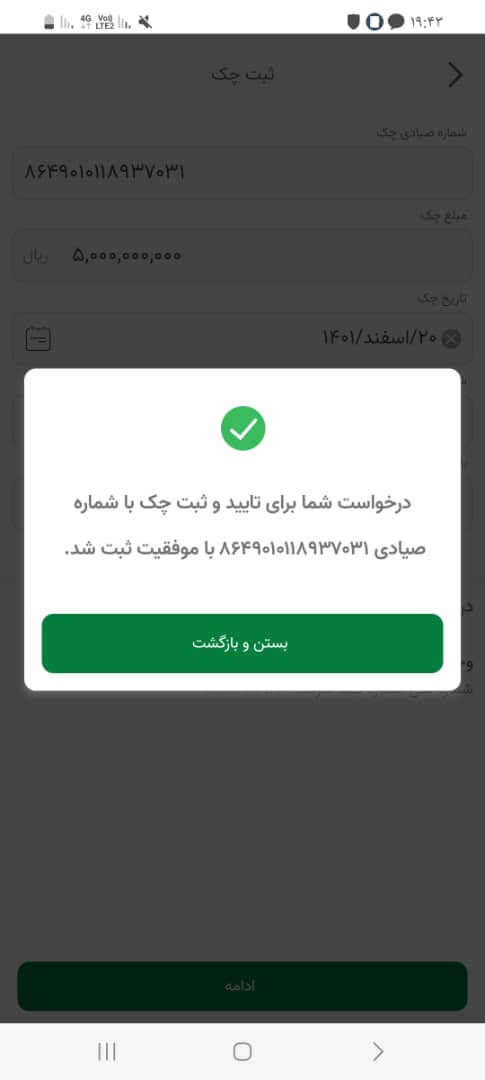 ۱۹:۴۳
4G Vo)) LTE2
ثبت چک
شماره صیادی چک
۸۶۴۹۰۱۰۱۱۸۹۳۷۰۳۱
مبلغ چک
۵,۰۰۰,۰۰۰,۰۰۰ ریال
تاریخ چک
۲۰/اسفند/۱۴۰۱
درخواست شما برای تایید و ثبت چک با شماره
صیادی ۸۶۴۹۰۱۰۱۱۸۹۳۷۰۳۱ با موفقیت ثبت شد.
بستن و بازگشت
ادامه